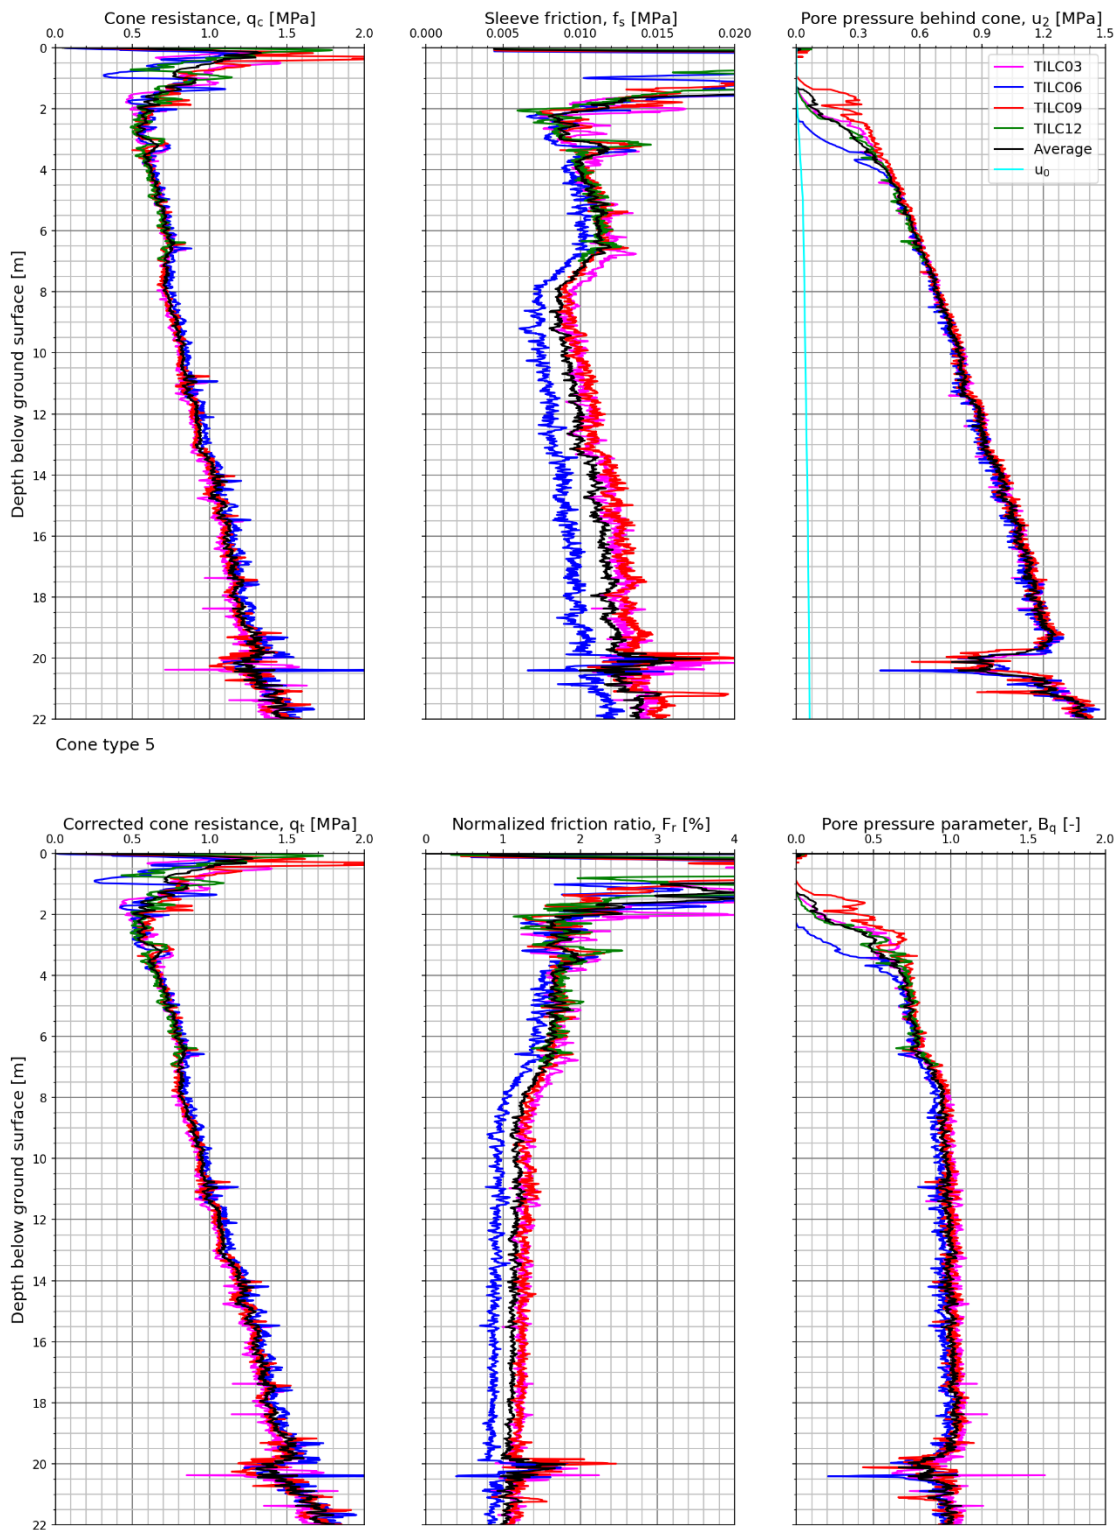 Cone resistance, qc [MPa]
0.0 0.5 1.0 1.5 2.0
Sleeve friction, fs [MPa]
0.000 0.005 0.010 0.015 0.020
Pore pressure behind cone, u2 [MPa]
0.0 0.3 0.6 0.9 1.2 1.5
TILC03
TILC06
TILC09
TILC12
Average
u0
Depth below ground surface [m]
0
2
4
6
8
10
12
14
16
18
20
22
Cone type 5
Corrected cone resistance, qt [MPa]
0.0 0.5 1.0 1.5 2.0
Normalized friction ratio, Fr [%]
0 1 2 3 4
Pore pressure parameter, Bq [-]
0.0 0.5 1.0 1.5 2.0
Depth below ground surface [m]
0
2
4
6
8
10
12
14
16
18
20
22